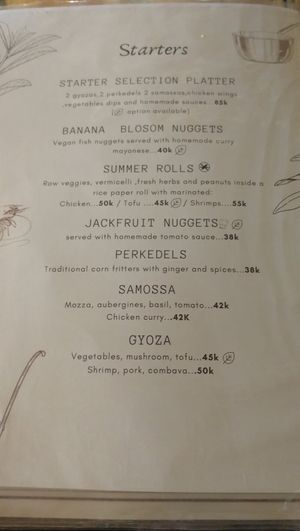 Starters
STARTER SELECTION PLATTER
2 gyozas,2 perkedels 2 samossas,chicken wings
,vegetables dips and homemade sauces...85k
( option available)
BANANA BLOSOM NUGGETS
Vegan fish nuggets served with homemade curry
mayonese...40k
SUMMER ROLLS
Raw veggies, vermicelli ,fresh herbs and peanuts inside a
rice paper roll with marinated:
Chicken...50k / Tofu ....45k / Shrimps...55k
JACKFRUIT NUGGETS
served with homemade tomato sauce...38k
PERKEDELS
Traditional corn fritters with ginger and spices...38k
SAMOSSA
Mozza, aubergines, basil, tomato...42k
Chicken curry...42K
GYOZA
Vegetables, mushroom, tofu...45k
Shrimp, pork, combava...50k